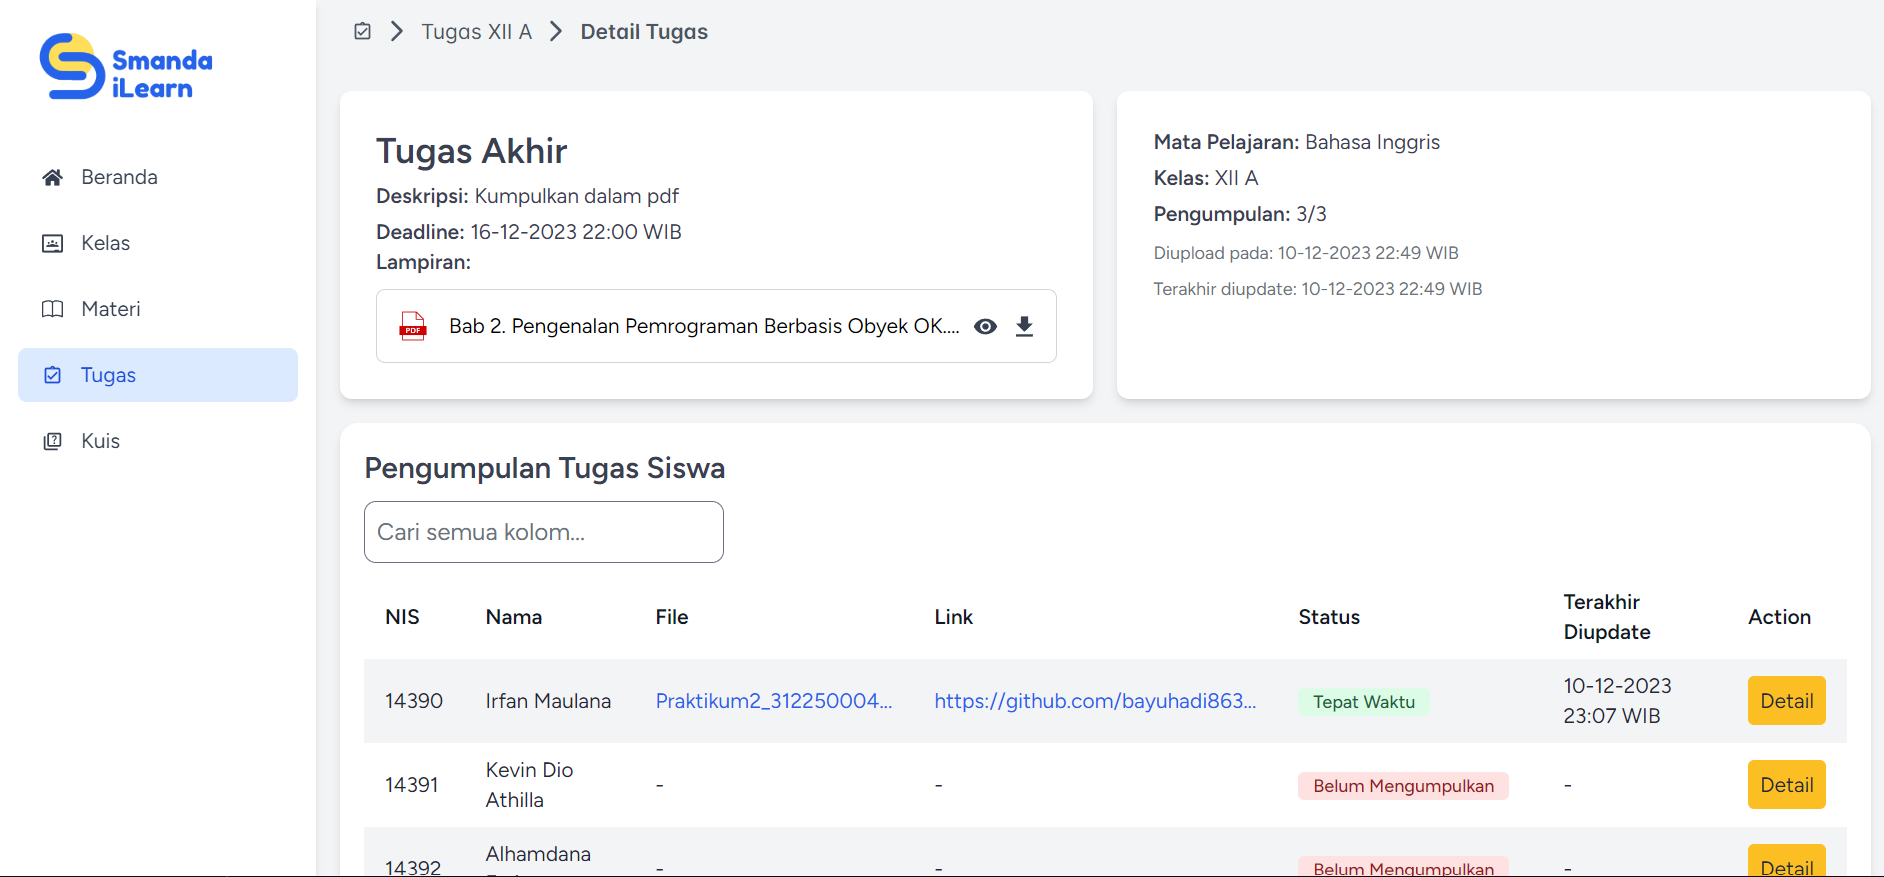 Smanda
iLearn
Beranda
Kelas
Materi
Tugas
Kuis
Tugas XII A
Detail Tugas
Tugas Akhir
Deskripsi: Kumpulkan dalam pdf
Deadline: 16-12-2023 22:00 WIB
Lampiran:
PDF
Bab 2. Pengenalan Pemrograman Berbasis Obyek OK....
Mata Pelajaran: Bahasa Inggris
Kelas: XII A
Pengumpulan: 3/3
Diupload pada: 10-12-2023 22:49 WIB
Terakhir diupdate: 10-12-2023 22:49 WIB
Pengumpulan Tugas Siswa
Cari semua kolom...
NIS Nama File Link Status Terakhir Diupdate Action
14390 Irfan Maulana Praktikum2_312250004... https://github.com/bayuhadi863... Tepat Waktu 10-12-2023 23:07 WIB Detail
14391 Kevin Dio Athilla - - Belum Mengumpulkan - Detail
14392 Alhamdana - - Belum Mengumpulkan - Detail